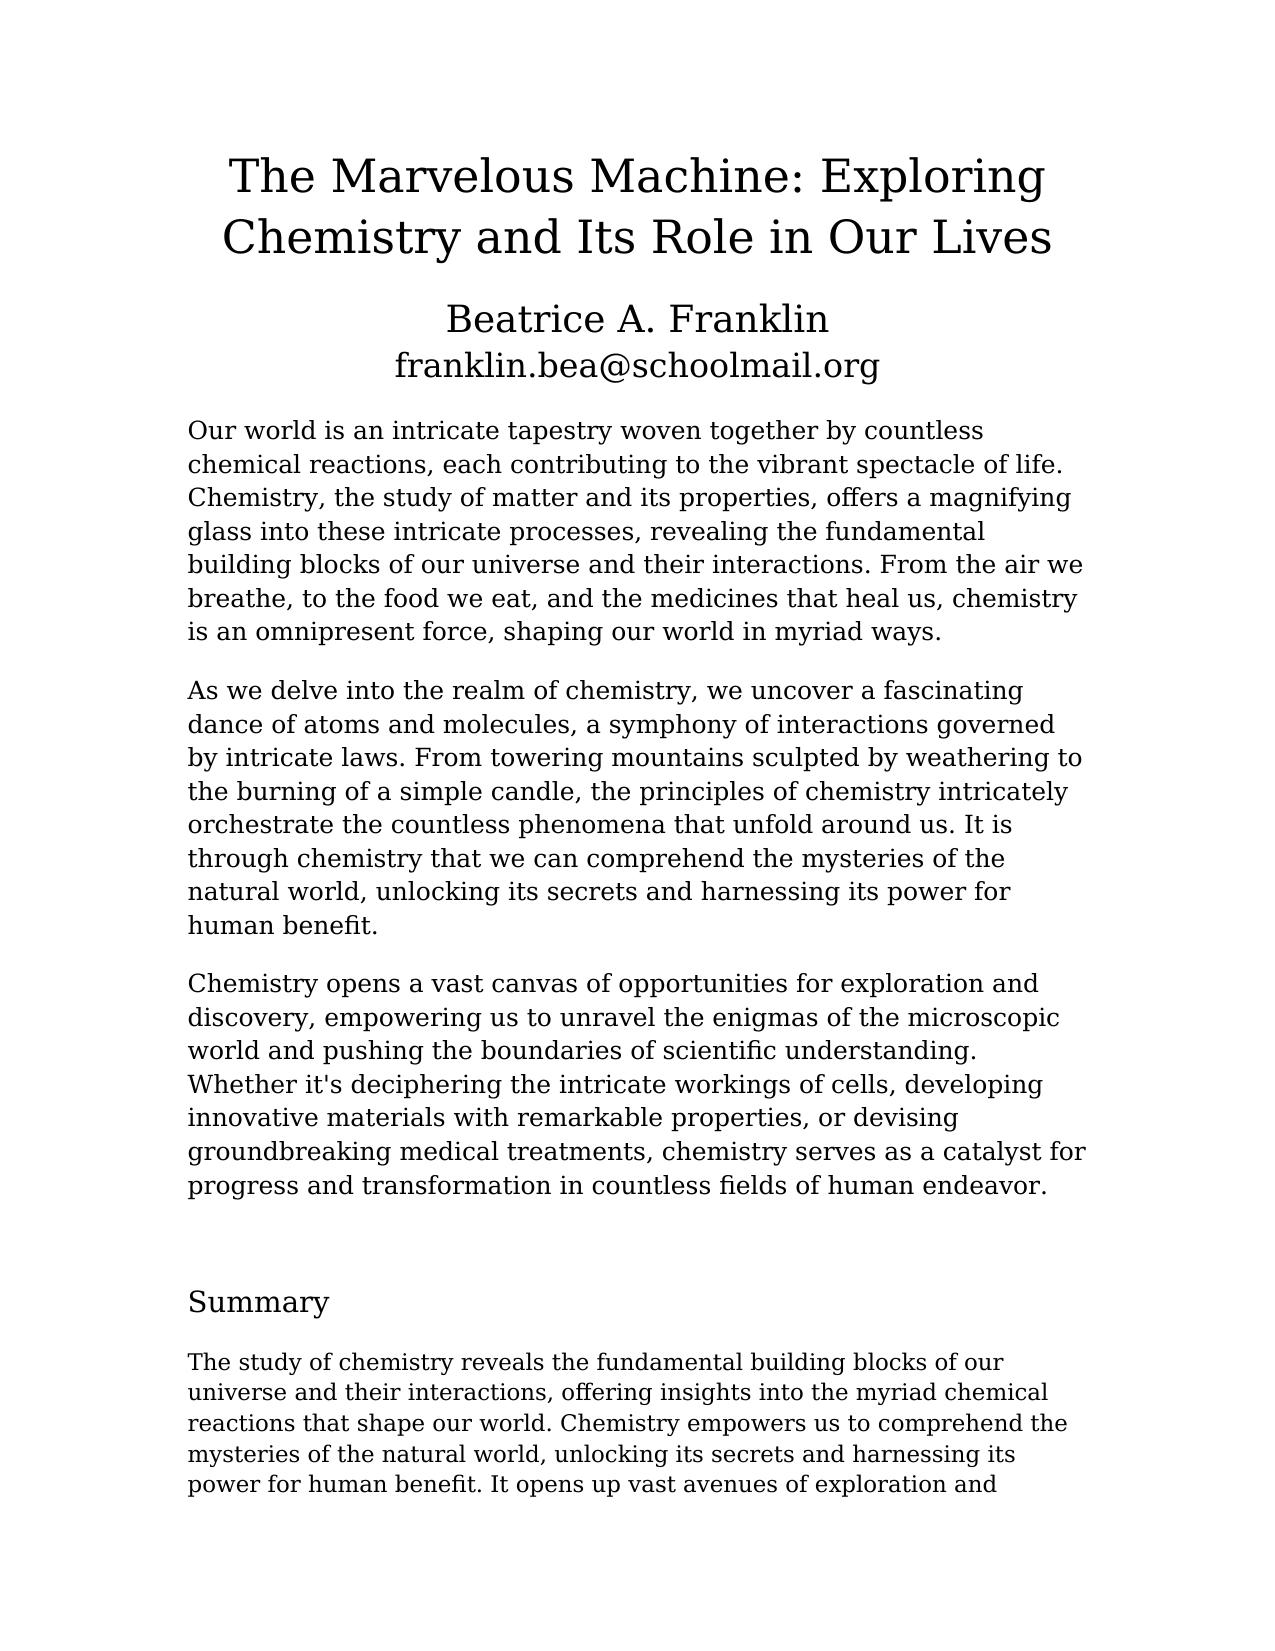 The Marvelous Machine: Exploring
Chemistry and Its Role in Our Lives
Beatrice A. Franklin
franklin.bea@schoolmail.org
Our world is an intricate tapestry woven together by countless
chemical reactions, each contributing to the vibrant spectacle of life.
Chemistry, the study of matter and its properties, offers a magnifying
glass into these intricate processes, revealing the fundamental
building blocks of our universe and their interactions. From the air we
breathe, to the food we eat, and the medicines that heal us, chemistry
is an omnipresent force, shaping our world in myriad ways.
As we delve into the realm of chemistry, we uncover a fascinating
dance of atoms and molecules, a symphony of interactions governed
by intricate laws. From towering mountains sculpted by weathering to
the burning of a simple candle, the principles of chemistry intricately
orchestrate the countless phenomena that unfold around us. It is
through chemistry that we can comprehend the mysteries of the
natural world, unlocking its secrets and harnessing its power for
human benefit.
Chemistry opens a vast canvas of opportunities for exploration and
discovery, empowering us to unravel the enigmas of the microscopic
world and pushing the boundaries of scientific understanding.
Whether it's deciphering the intricate workings of cells, developing
innovative materials with remarkable properties, or devising
groundbreaking medical treatments, chemistry serves as a catalyst for
progress and transformation in countless fields of human endeavor.
Summary
The study of chemistry reveals the fundamental building blocks of our
universe and their interactions, offering insights into the myriad chemical
reactions that shape our world. Chemistry empowers us to comprehend the
mysteries of the natural world, unlocking its secrets and harnessing its
power for human benefit. It opens up vast avenues of exploration and